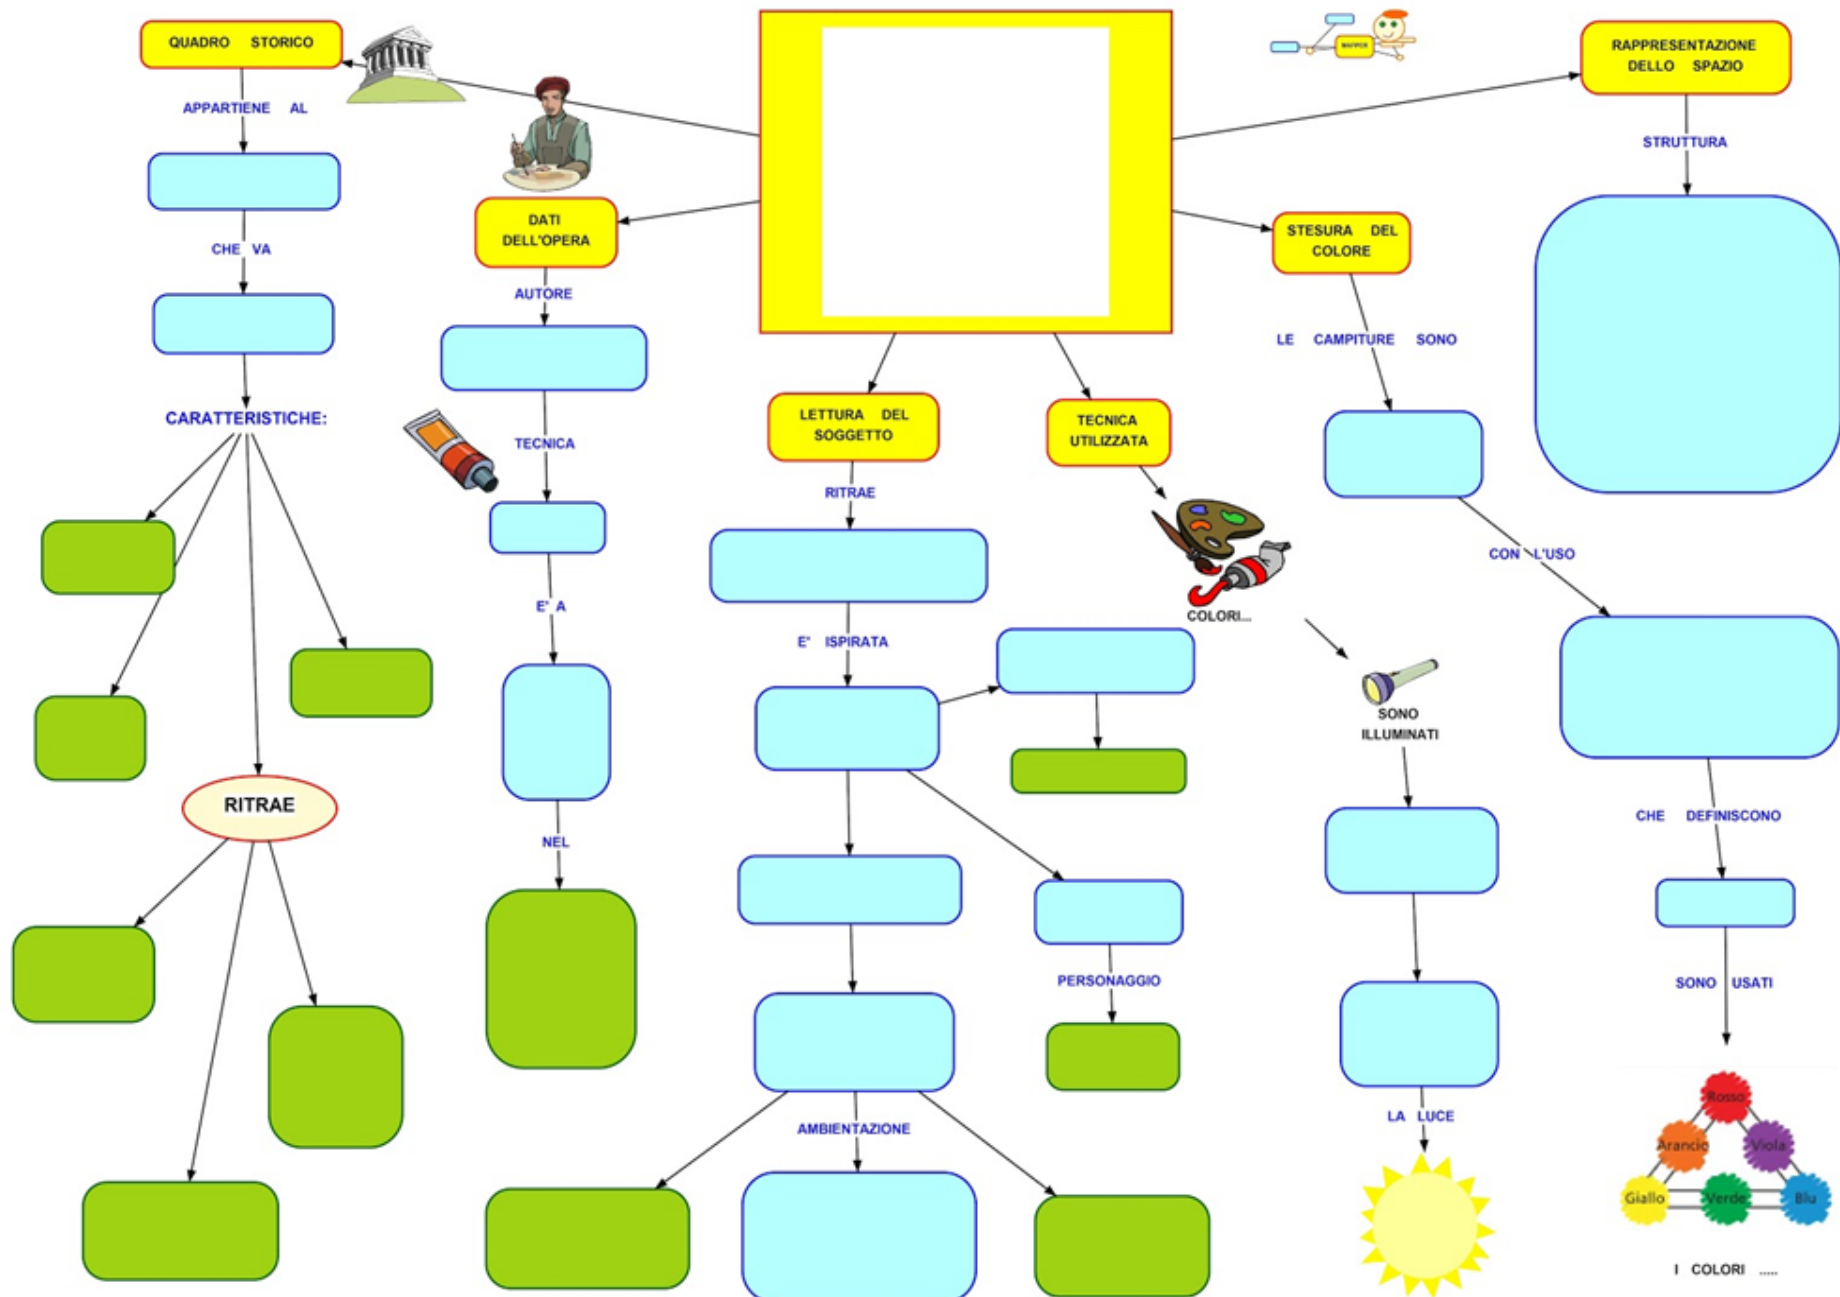 QUADRO STORICO
APPARTIENE AL
CHE VA
CARATTERISTICHE:
RITRAE
DATI
DELL'OPERA
AUTORE
TECNICA
E' A
NEL
LETTURA DEL
SOGGETTO
RITRAE
E' ISPIRATA
PERSONAGGIO
AMBIENTAZIONE
TECNICA
UTILIZZATA
COLORI...
SONO
ILLUMINATI
LA LUCE
STESURA DEL
COLORE
LE CAMPITURE SONO
CON L'USO
CHE DEFINISCONO
SONO USATI
Rosso
Arancio
Viola
Giallo
Verde
Blu
I COLORI .....
RAPPRESENTAZIONE
DELLO SPAZIO
STRUTTURA